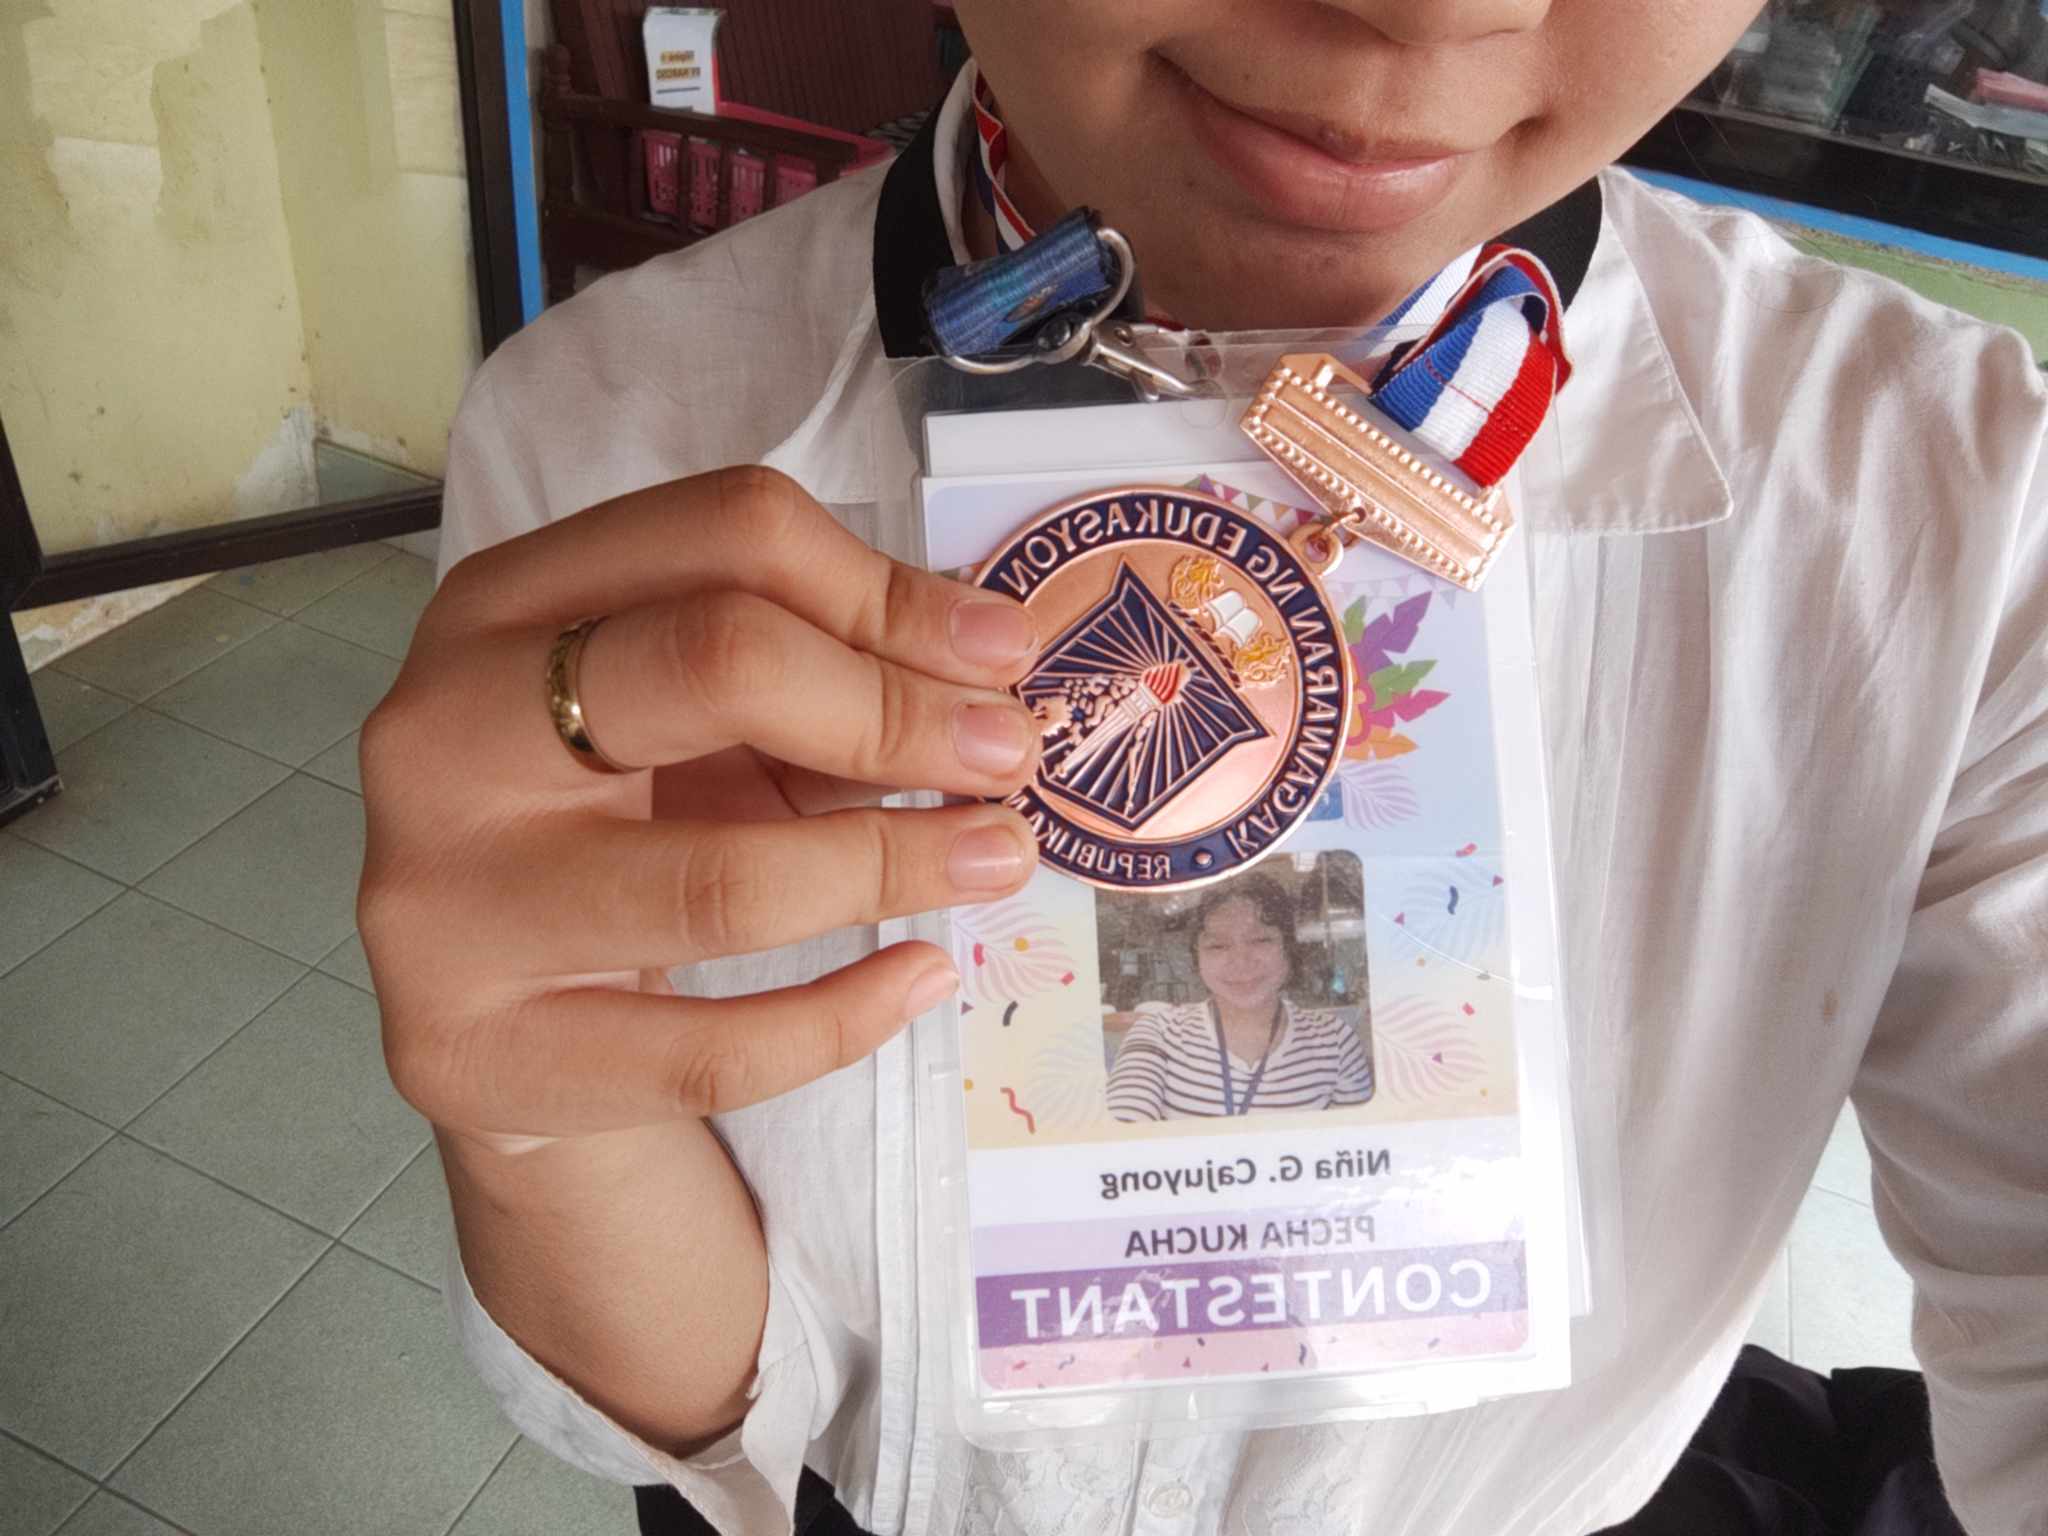 KAGAWARAN NG EDUKASYON
REPUBLIKA
Niña G. Cajuyong
PECHA KUCHA
CONTESTANT